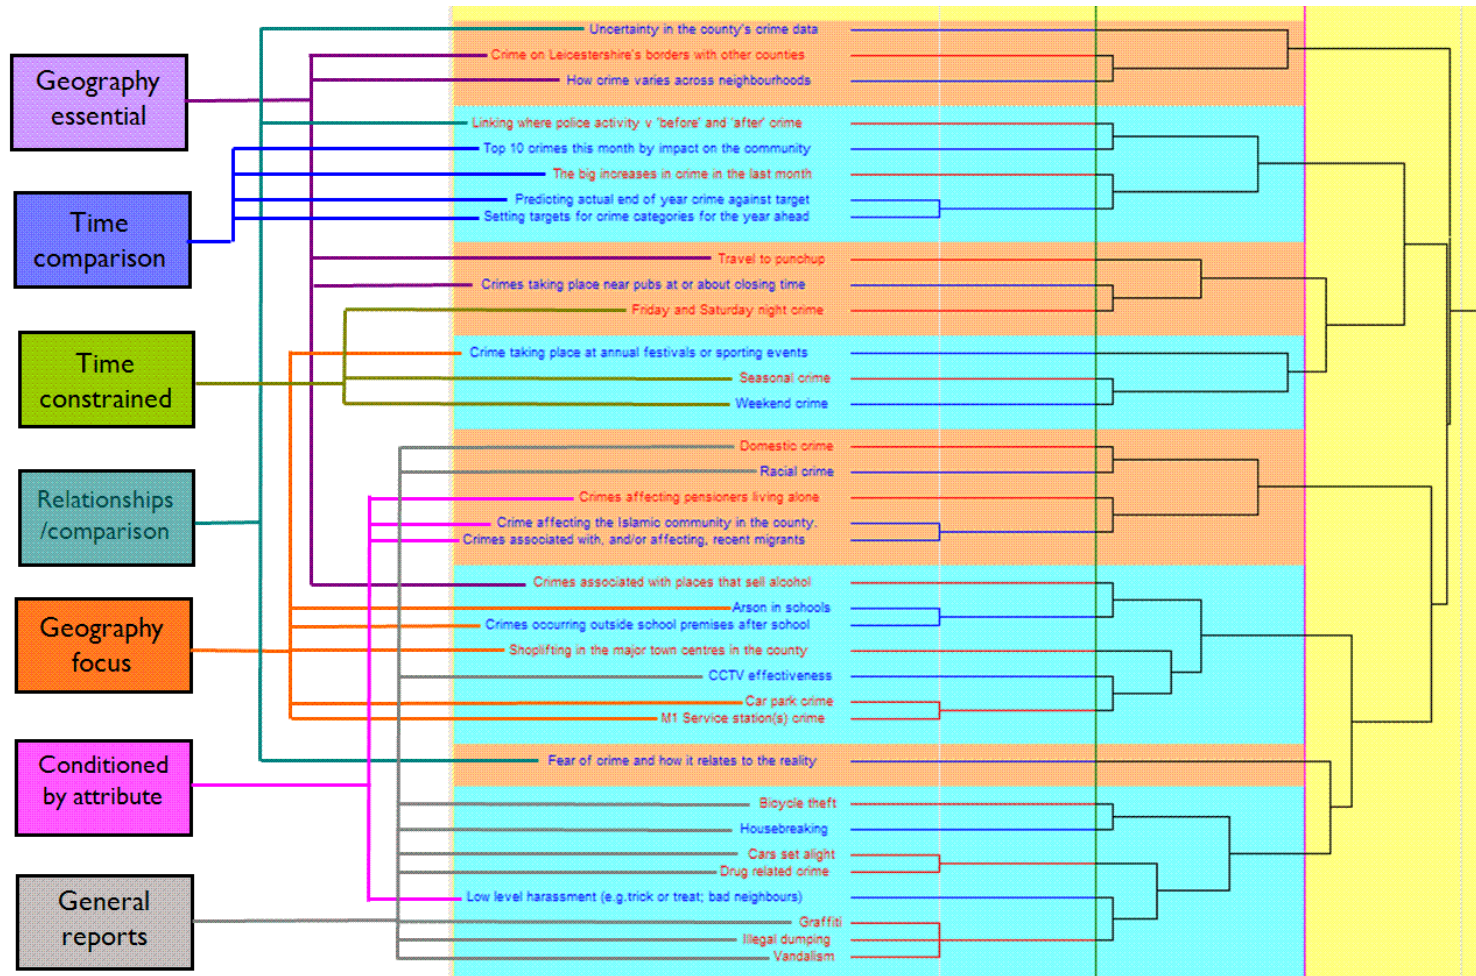 Geography
essential
Time
comparison
Time
constrained
Relationships
/comparison
Geography
focus
Conditioned
by attribute
General
reports
Uncertainty in the county's crime data
Crime on Leicestershire's borders with other counties
How crime varies across neighbourhoods
Linking where police activity v 'before' and 'after' crime
Top 10 crimes this month by impact on the community
The big increases in crime in the last month
Predicting actual end of year crime against target
Setting targets for crime categories for the year ahead
Travel to punchup
Crimes taking place near pubs at or about closing time
Friday and Saturday night crime
Crime taking place at annual festivals or sporting events
Seasonal crime
Weekend crime
Domestic crime
Racial crime
Crimes affecting pensioners living alone
Crime affecting the Islamic community in the county.
Crimes associated with, and/or affecting, recent migrants
Crimes associated with places that sell alcohol
Arson in schools
Crimes occurring outside school premises after school
Shoplifting in the major town centres in the county
CCTV effectiveness
Car park crime
M1 Service station(s) crime
Fear of crime and how it relates to the reality
Bicycle theft
Housebreaking
Cars set alight
Drug related crime
Low level harassment (e.g.trick or treat; bad neighbours)
Graffiti
Illegal dumping
Vandalism